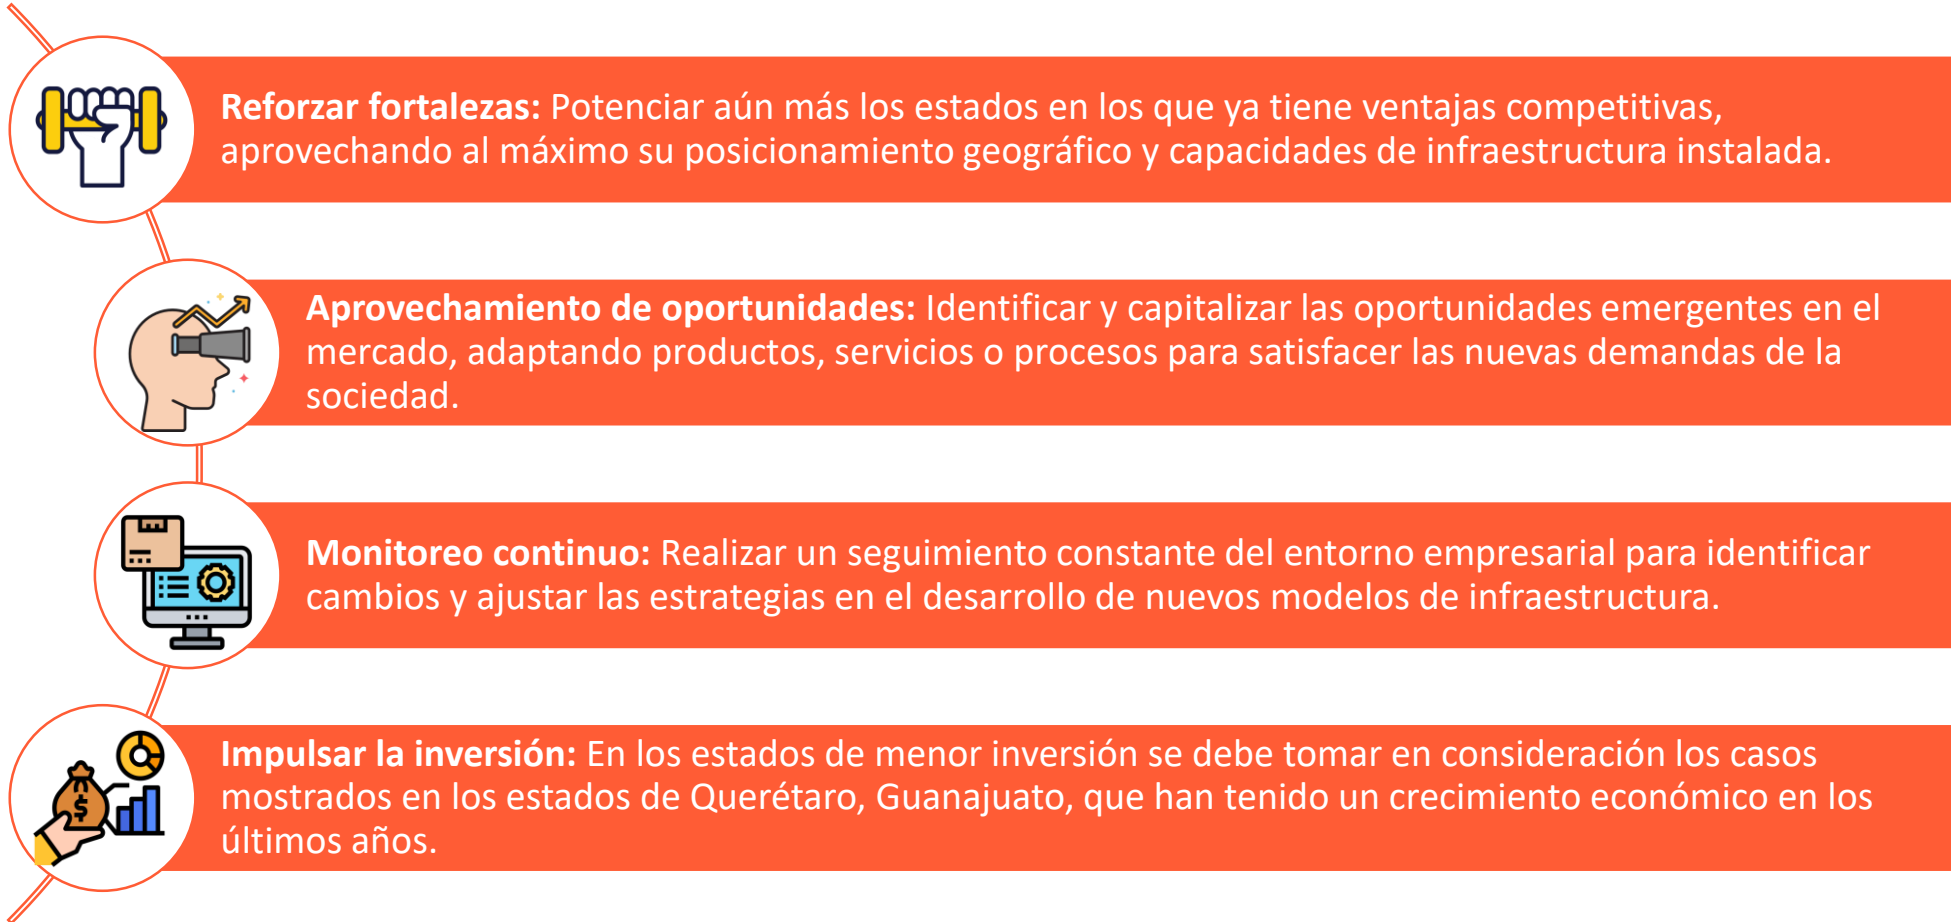 Reforzar fortalezas: Potenciar aún más los estados en los que ya tiene ventajas competitivas,
aprovechando al máximo su posicionamiento geográfico y capacidades de infraestructura instalada.
Aprovechamiento de oportunidades: Identificar y capitalizar las oportunidades emergentes en el
mercado, adaptando productos, servicios o procesos para satisfacer las nuevas demandas de la
sociedad.
Monitoreo continuo: Realizar un seguimiento constante del entorno empresarial para identificar
cambios y ajustar las estrategias en el desarrollo de nuevos modelos de infraestructura.
Impulsar la inversión: En los estados de menor inversión se debe tomar en consideración los casos
mostrados en los estados de Querétaro, Guanajuato, que han tenido un crecimiento económico en los
últimos años.